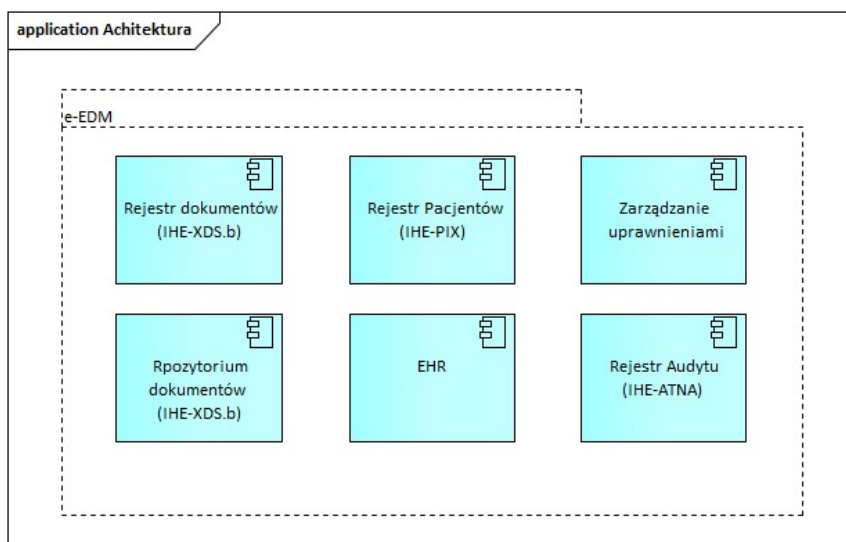 application Achitektura
e-EDM
Rejestr dokumentów
(IHE-XDS.b)
Rejestr Pacjentów
(IHE-PIX)
Zarządzanie
uprawnieniami
Rpozytorium
dokumentów
(IHE-XDS.b)
EHR
Rejestr Audytu
(IHE-ATNA)